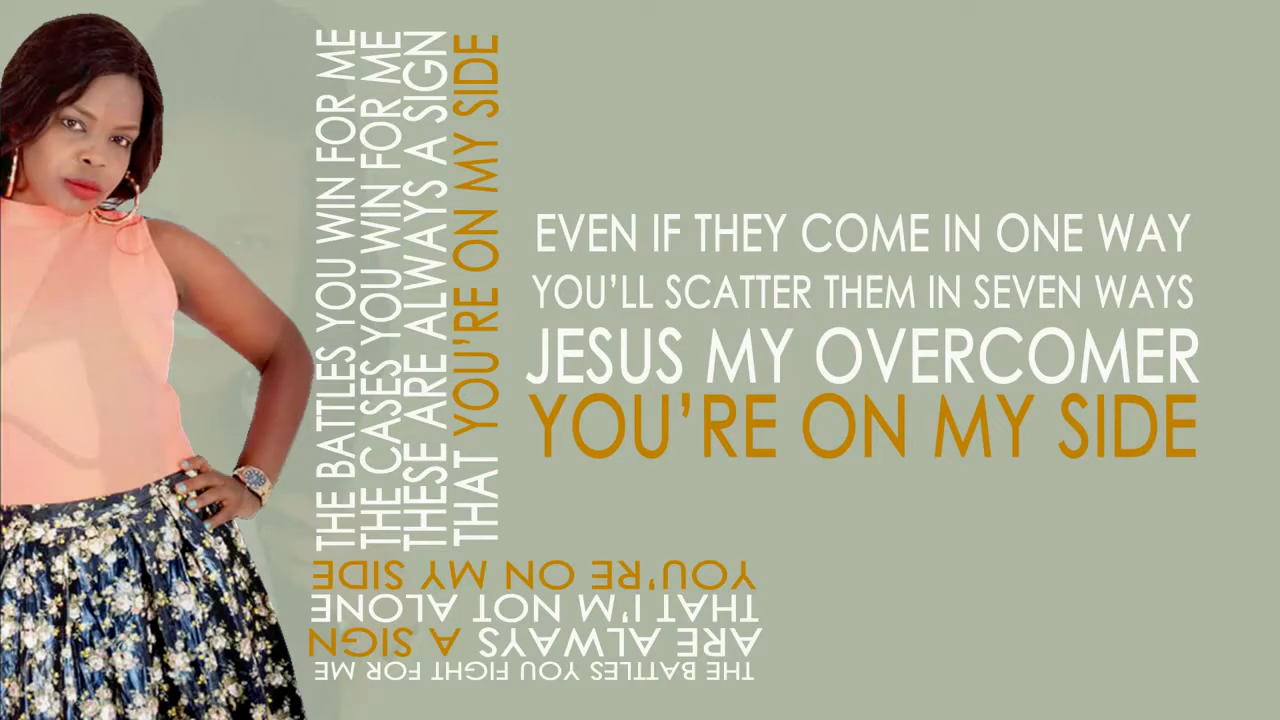 THE BATTLES YOU WIN FOR ME
THE CASES YOU WIN FOR ME
THESE ARE ALWAYS A SIGN
THAT YOU'RE ON MY SIDE
EVEN IF THEY COME IN ONE WAY
YOU'LL SCATTER THEM IN SEVEN WAYS
JESUS MY OVERCOMER
YOU'RE ON MY SIDE
THE BATTLES YOU FIGHT FOR ME
ARE ALWAYS A SIGN
THAT I'M NOT ALONE
YOU'RE ON MY SIDE